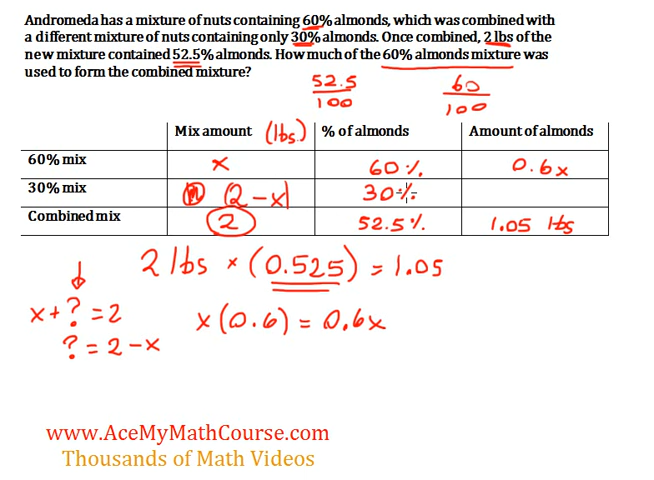 Andromeda has a mixture of nuts containing 60% almonds, which was combined with
a different mixture of nuts containing only 30% almonds. Once combined, 2 lbs of the
new mixture contained 52.5% almonds. How much of the 60% almonds mixture was
used to form the combined mixture?
52.5
100
60
100
Mix amount (lbs.) % of almonds Amount of almonds
60% mix x 60% 0.6x
30% mix (2-x) 30%
Combined mix 2 52.5% 1.05 lbs
2 lbs × (0.525) = 1.05
x + ? = 2
x(0.6) = 0.6x
? = 2 - x
www.AceMyMathCourse.com
Thousands of Math Videos